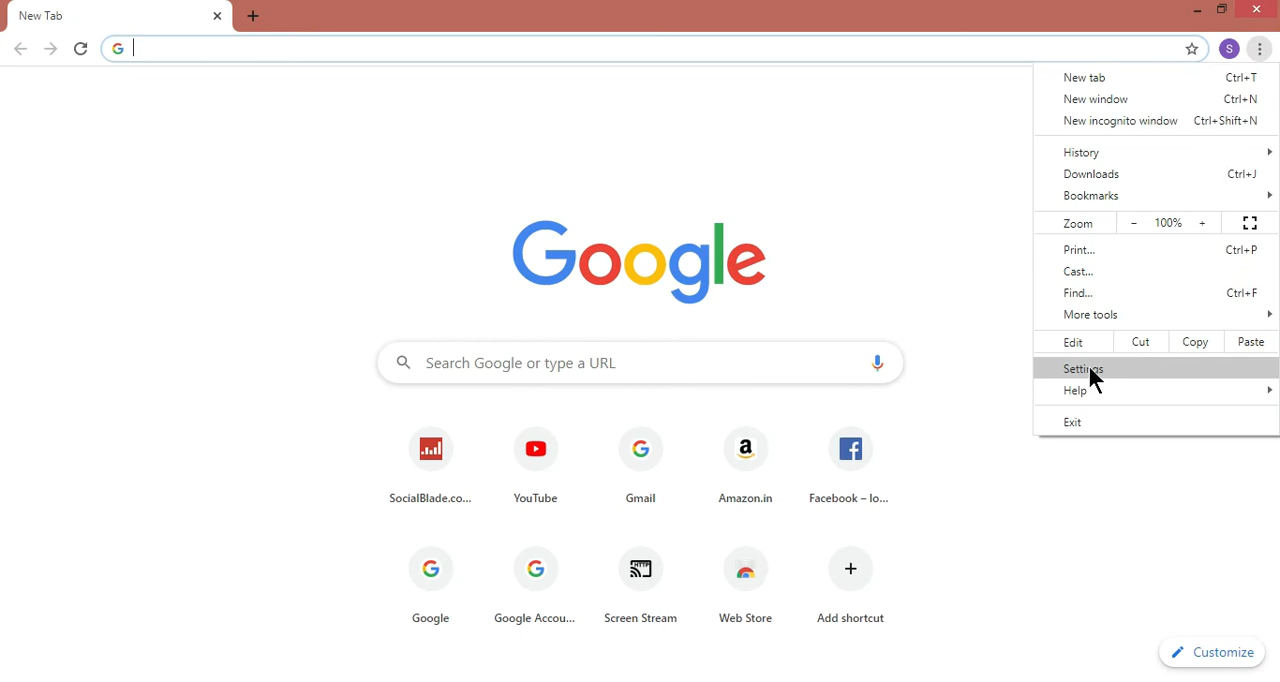 New Tab
S
New tab Ctrl+T
New window Ctrl+N
New incognito window Ctrl+Shift+N
History
Downloads Ctrl+J
Bookmarks
Zoom - 100% +
Print... Ctrl+P
Cast...
Find... Ctrl+F
More tools
Edit Cut Copy Paste
Settings
Help
Exit
Google
Search Google or type a URL
SocialBlade.co... YouTube Gmail Amazon.in Facebook – lo...
HTTP
Google Google Accou... Screen Stream Web Store Add shortcut
Customize